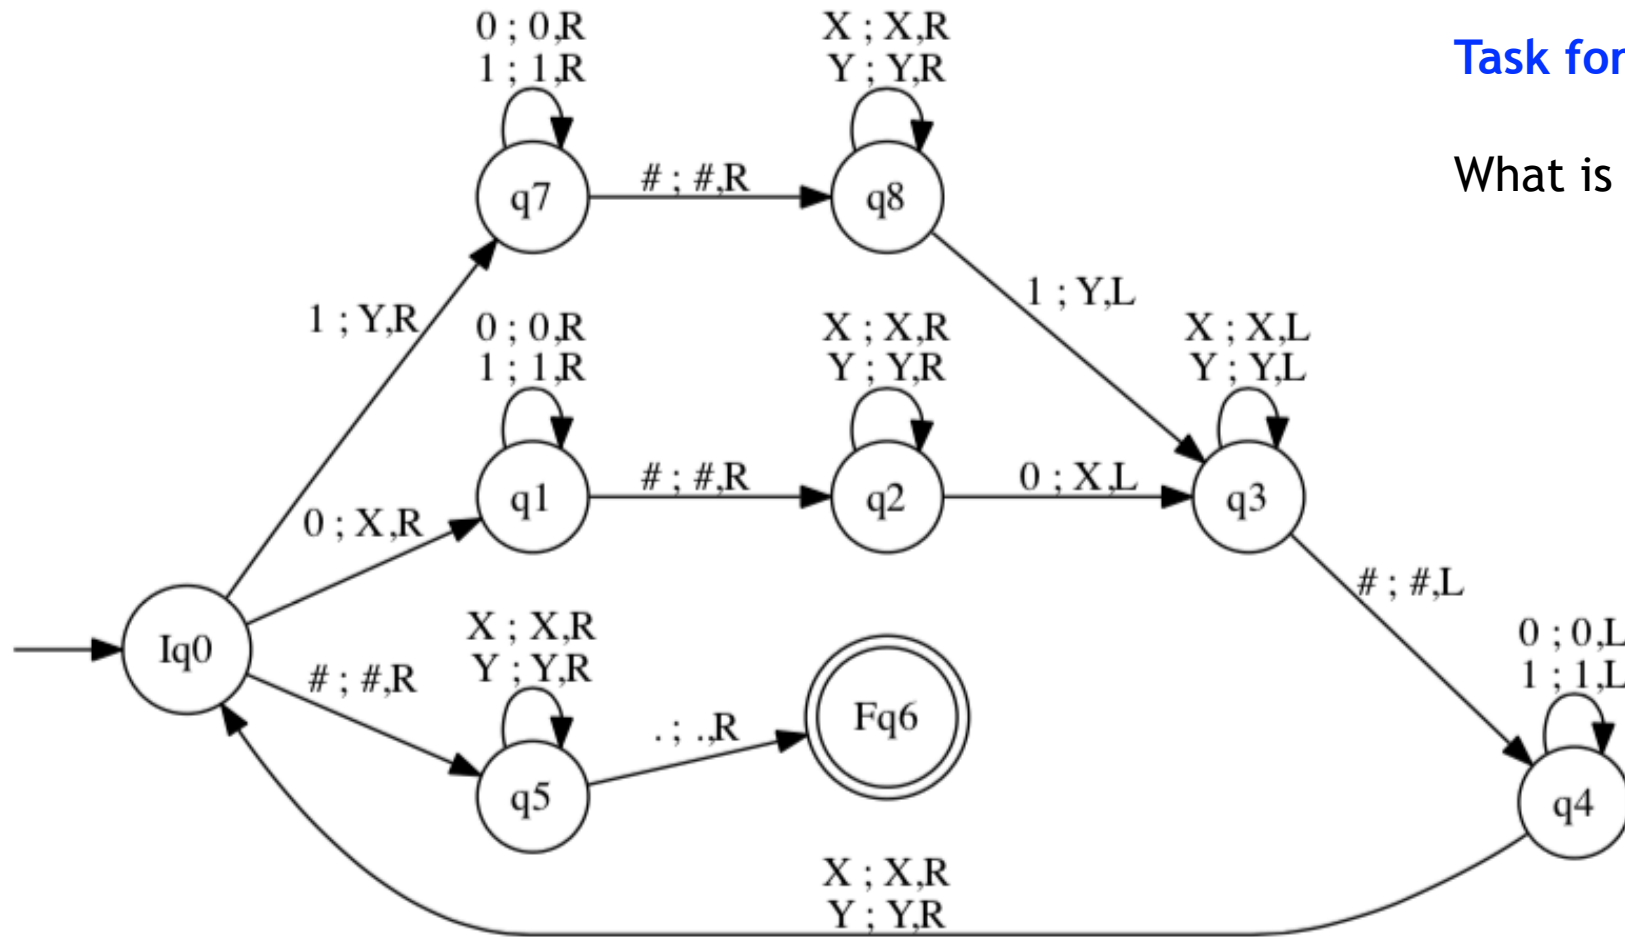 0 ; 0,R
1 ; 1,R
X ; X,R
Y ; Y,R
Task for
What is
q7
# ; #,R
q8
1 ; Y,R
1 ; Y,L
0 ; 0,R
1 ; 1,R
X ; X,R
Y ; Y,R
X ; X,L
Y ; Y,L
q1
# ; #,R
q2
0 ; X,L
q3
0 ; X,R
# ; #,L
Iq0
X ; X,R
Y ; Y,R
# ; #,R
Fq6
0 ; 0,L
1 ; 1,L
. ; .,R
q5
q4
X ; X,R
Y ; Y,R